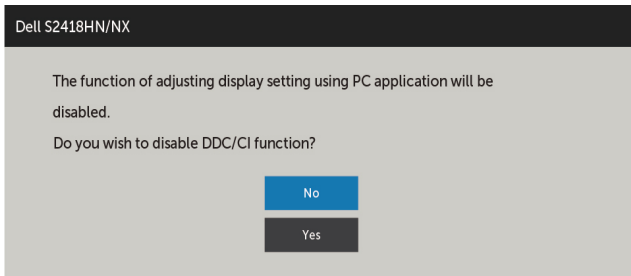 Dell S2418HN/NX
The function of adjusting display setting using PC application will be
disabled.
Do you wish to disable DDC/CI function?
No
Yes